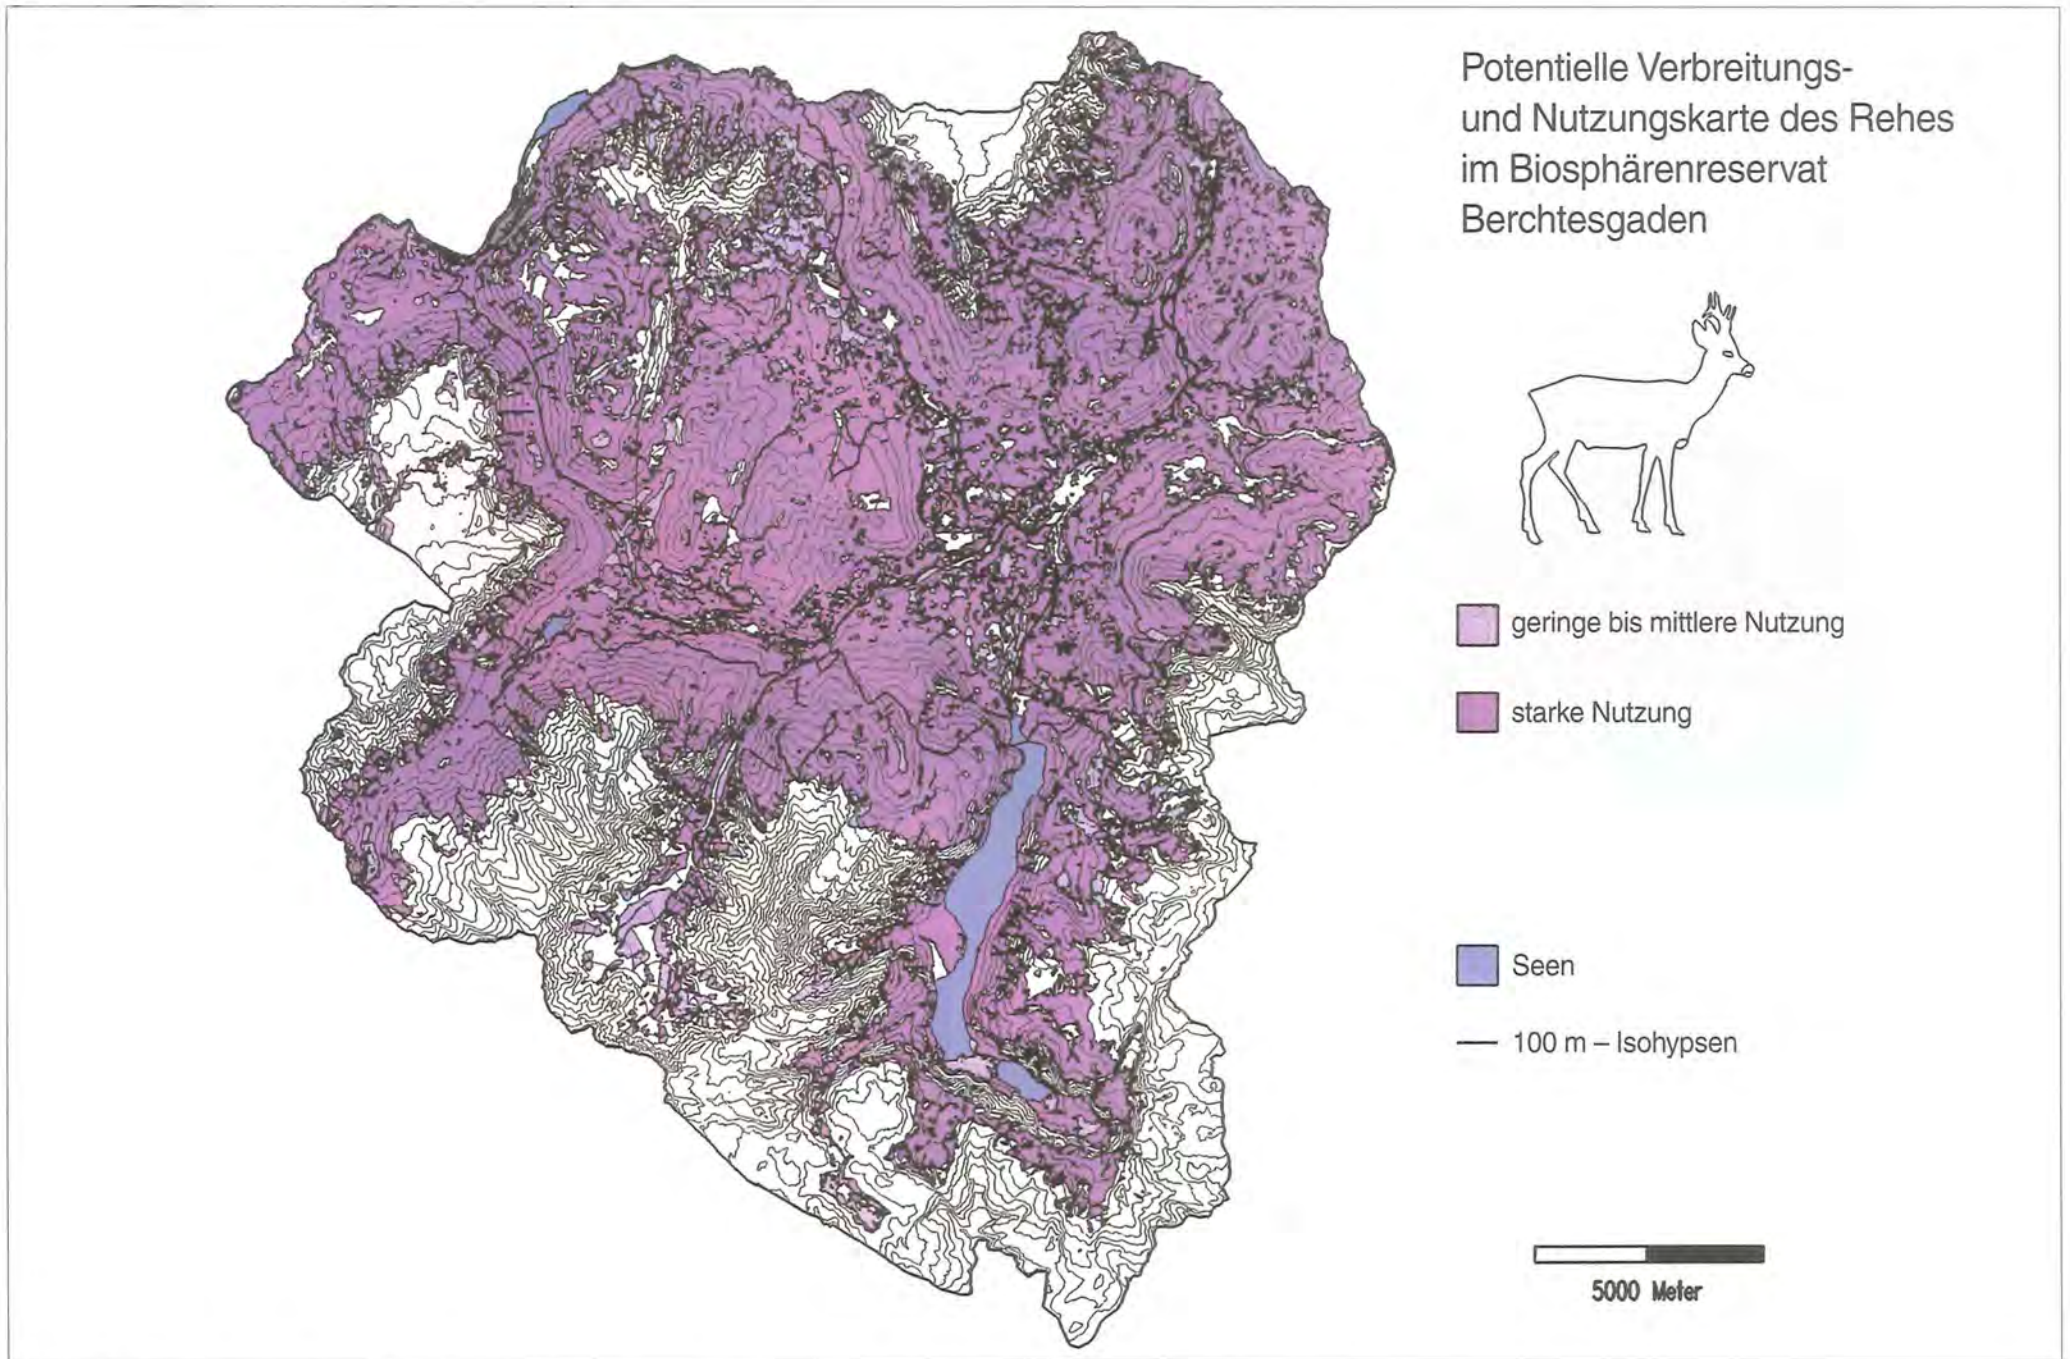 Potentielle Verbreitungs-
und Nutzungskarte des Rehes
im Biosphärenreservat
Berchtesgaden
geringe bis mittlere Nutzung
starke Nutzung
Seen
100 m – Isohypsen
5000 Meter